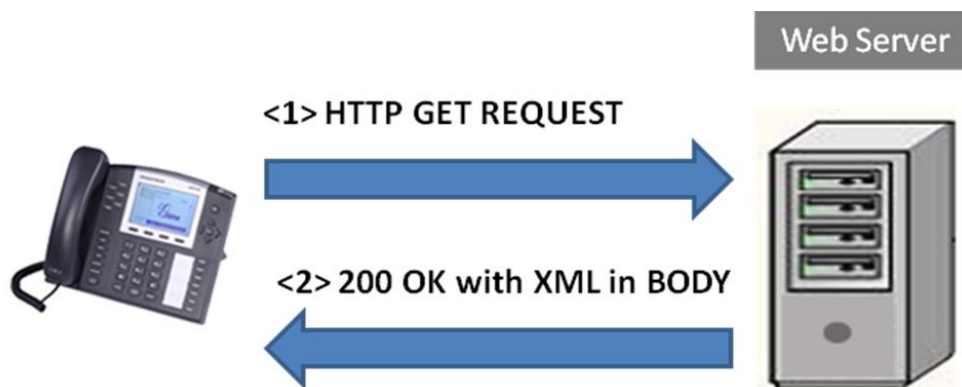 Web Server
<1> HTTP GET REQUEST
<2> 200 OK with XML in BODY